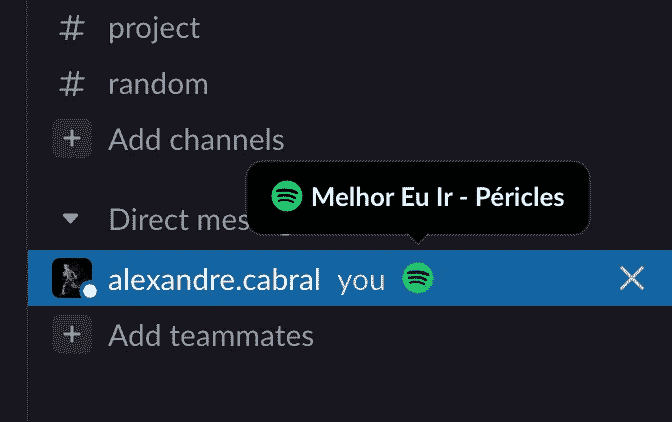 # project
# random
+ Add channels
Melhor Eu Ir - Péricles
Direct mes
alexandre.cabral you
+ Add teammates